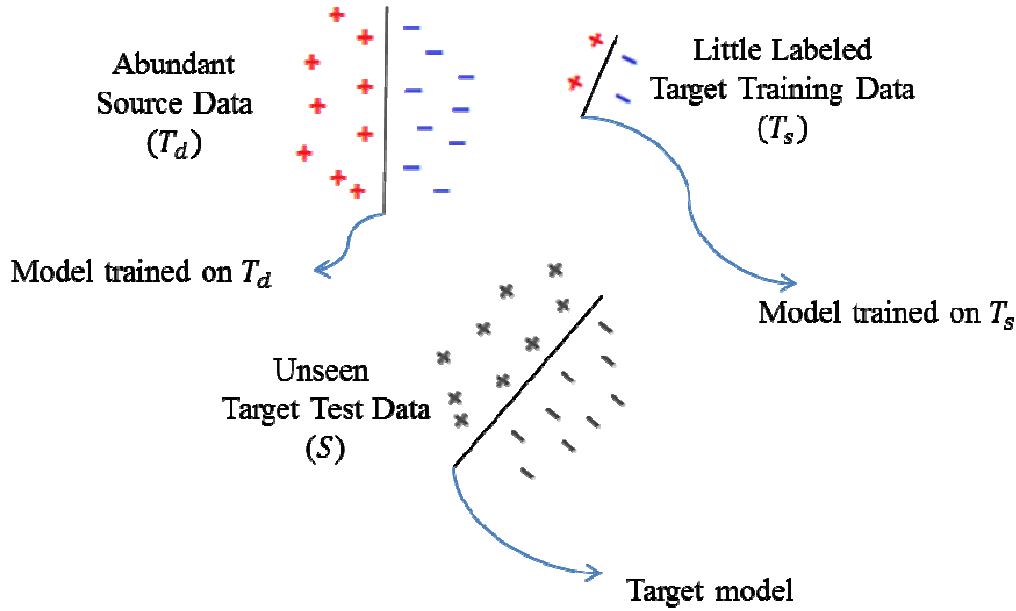 Abundant
Source Data
(T_d)
Little Labeled
Target Training Data
(T_s)
Model trained on T_d
Model trained on T_s
Unseen
Target Test Data
(S)
Target model